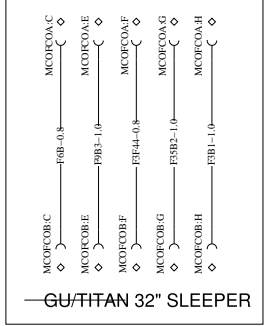 MCOFCOA:C
MCOFCOA:E
MCOFCOA:F
MCOFCOA:G
MCOFCOA:H
F6B-0.8
F9B3-1.0
F3F44-0.8
F35B2-1.0
F3B1-1.0
MCOFCOB:C
MCOFCOB:E
MCOFCOB:F
MCOFCOB:G
MCOFCOB:H
GU/TITAN 32" SLEEPER